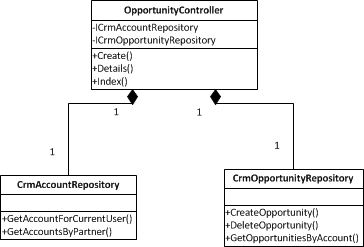 OpportunityController
-ICrmAccountRepository
-ICrmOpportunityRepository
+Create()
+Details()
+Index()
1
1
1
1
CrmAccountRepository
+GetAccountForCurrentUser()
+GetAccountsByPartner()
CrmOpportunityRepository
+CreateOpportunity()
+DeleteOpportunity()
+GetOpportunitiesByAccount()